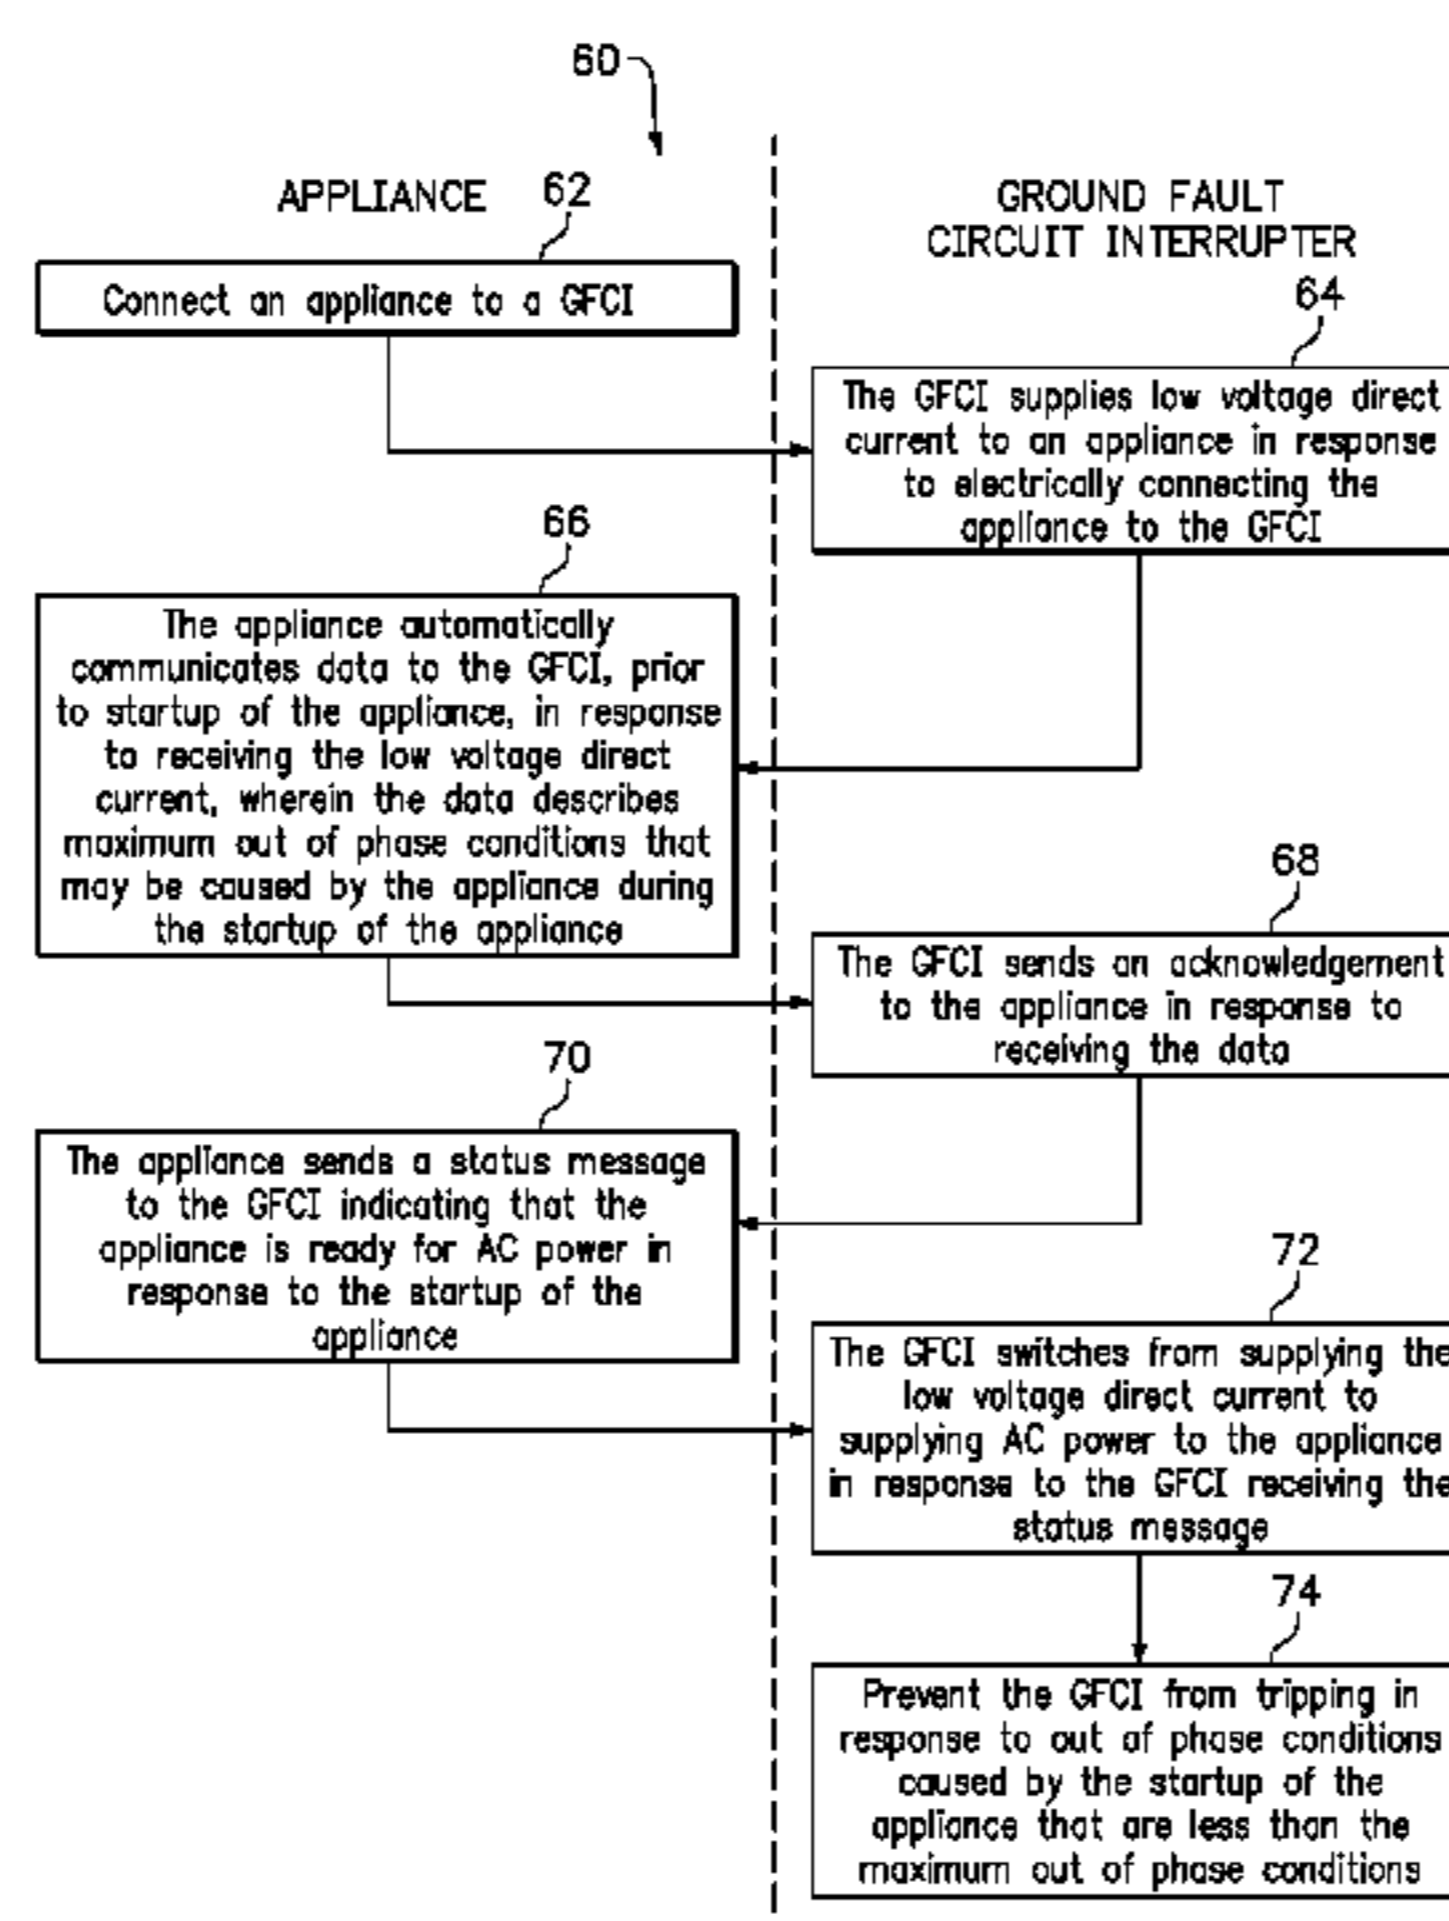 60
APPLIANCE
62
GROUND FAULT
CIRCUIT INTERRUPTER
Connect an appliance to a GFCI
64
The GFCI supplies low voltage direct
current to an appliance in response
to electrically connecting the
appliance to the GFCI
66
The appliance automatically
communicates data to the GFCI, prior
to startup of the appliance, in response
to receiving the low voltage direct
current, wherein the data describes
maximum out of phase conditions that
may be caused by the appliance during
the startup of the appliance
68
The GFCI sends an acknowledgement
to the appliance in response to
receiving the data
70
The appliance sends a status message
to the GFCI indicating that the
appliance is ready for AC power in
response to the startup of the
appliance
72
The GFCI switches from supplying the
low voltage direct current to
supplying AC power to the appliance
in response to the GFCI receiving the
status message
74
Prevent the GFCI from tripping in
response to out of phase conditions
caused by the startup of the
appliance that are less than the
maximum out of phase conditions